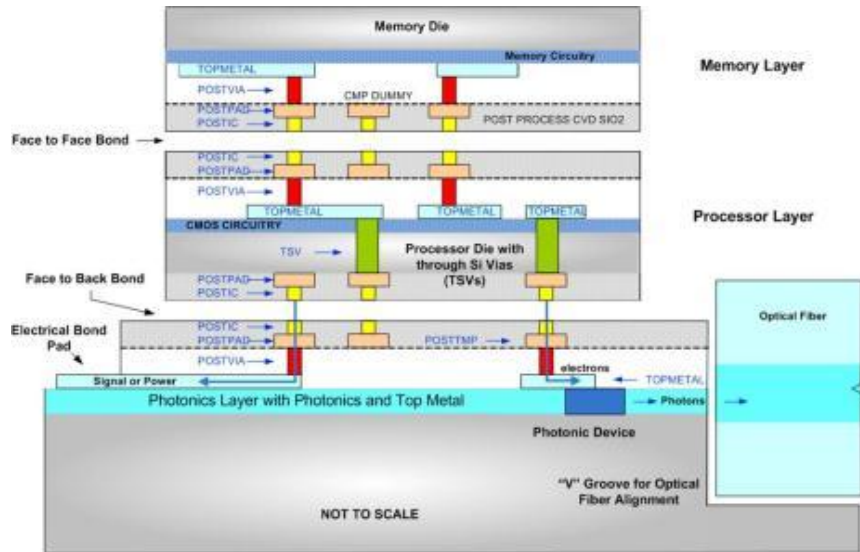 Memory Die
Memory Circuitry
Memory Layer
TOPMETAL
POSTVIA
CMP DUMMY
POSTPAD
POSTIC
POST PROCESS CVD SIO2
Face to Face Bond
POSTIC
POSTPAD
POSTVIA
TOPMETAL
TOPMETAL
TOPMETAL
Processor Layer
CMOS CIRCUITRY
TSV
Processor Die with
through Si Vias
(TSVs)
Face to Back Bond
POSTPAD
POSTIC
Electrical Bond
Pad
POSTIC
POSTPAD
POSTTMP
POSTVIA
Optical Fiber
electrons
Signal or Power
TOPMETAL
Photonics Layer with Photonics and Top Metal
Photons
Photonic Device
"V" Groove for Optical
Fiber Alignment
NOT TO SCALE